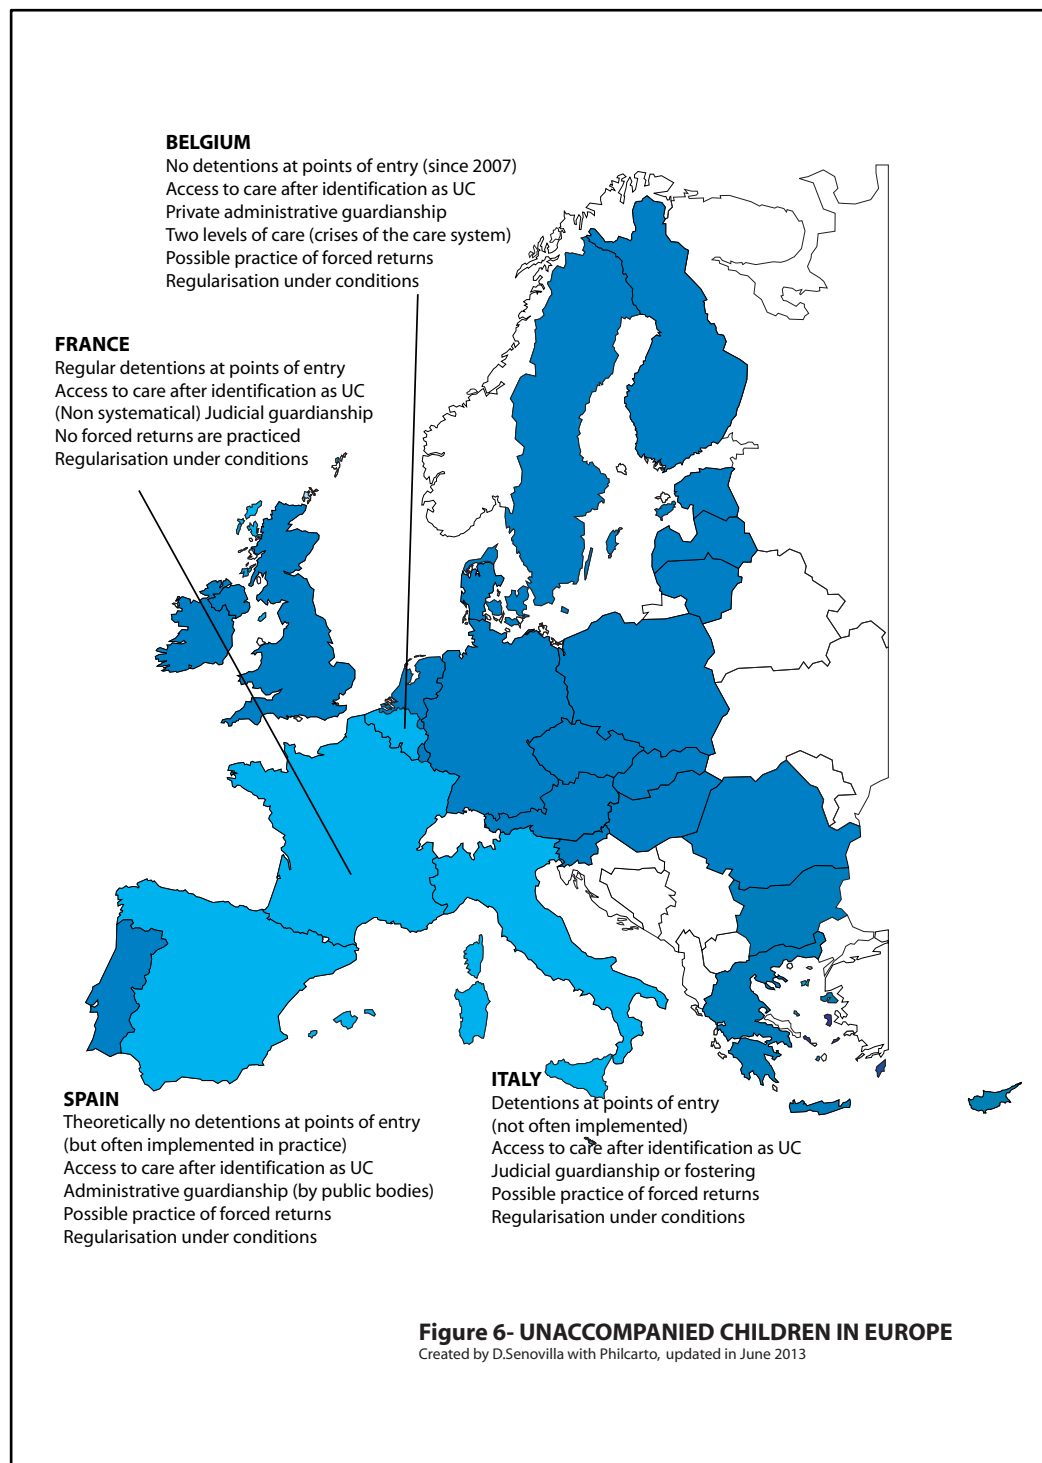 BELGIUM
No detentions at points of entry (since 2007)
Access to care after identification as UC
Private administrative guardianship
Two levels of care (crises of the care system)
Possible practice of forced returns
Regularisation under conditions
FRANCE
Regular detentions at points of entry
Access to care after identification as UC
(Non systematical) Judicial guardianship
No forced returns are practiced
Regularisation under conditions
SPAIN
Theoretically no detentions at points of entry
(but often implemented in practice)
Access to care after identification as UC
Administrative guardianship (by public bodies)
Possible practice of forced returns
Regularisation under conditions
ITALY
Detentions at points of entry
(not often implemented)
Access to care after identification as UC
Judicial guardianship or fostering
Possible practice of forced returns
Regularisation under conditions
Figure 6- UNACCOMPANIED CHILDREN IN EUROPE
Created by D.Senovilla with Philcarto, updated in June 2013